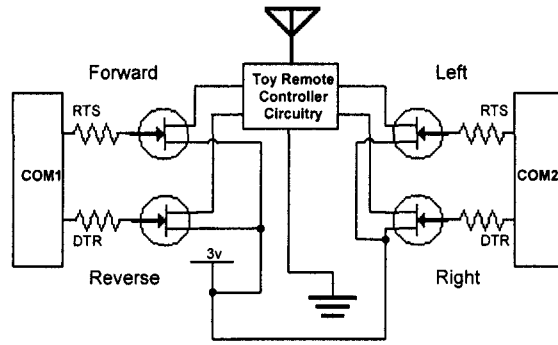 Forward
Left
Toy Remote
Controller
Circuitry
RTS
RTS
COM1
COM2
DTR
DTR
Reverse
3v
Right